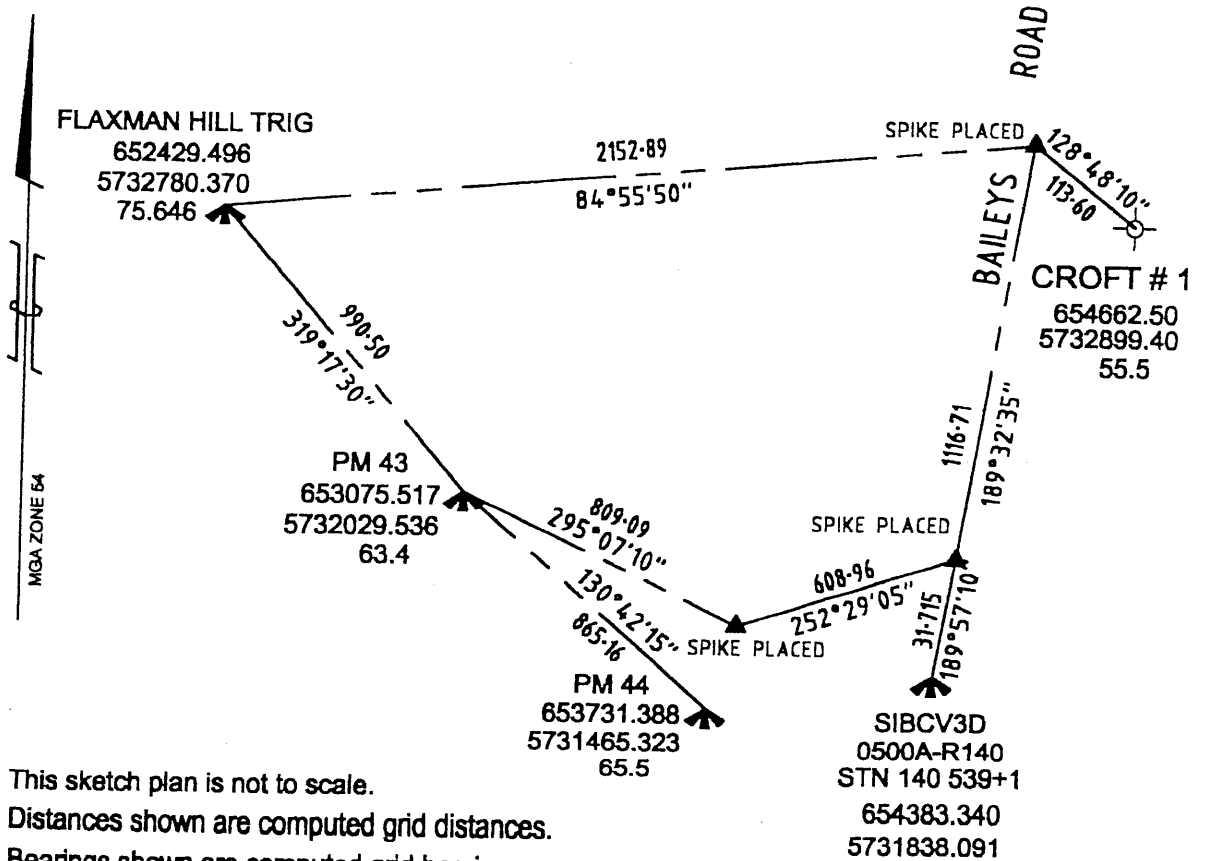 ROAD
FLAXMAN HILL TRIG
652429.496
5732780.370
75.646
2152·89
84°55'50"
SPIKE PLACED
128°48'10"
113·60
BAILEYS
CROFT # 1
654662.50
5732899.40
55.5
990·50
319°17'30"
1116·71
189°32'35"
MGA ZONE 54
PM 43
653075.517
5732029.536
63.4
809·09
295°07'10"
SPIKE PLACED
608·96
252°29'05"
130°42'15"
865·16
SPIKE PLACED
31·715
189°57'10"
PM 44
653731.388
5731465.323
65.5
SIBCV3D
0500A-R140
STN 140 539+1
654383.340
5731838.091
This sketch plan is not to scale.
Distances shown are computed grid distances.
Bearings shown are computed grid